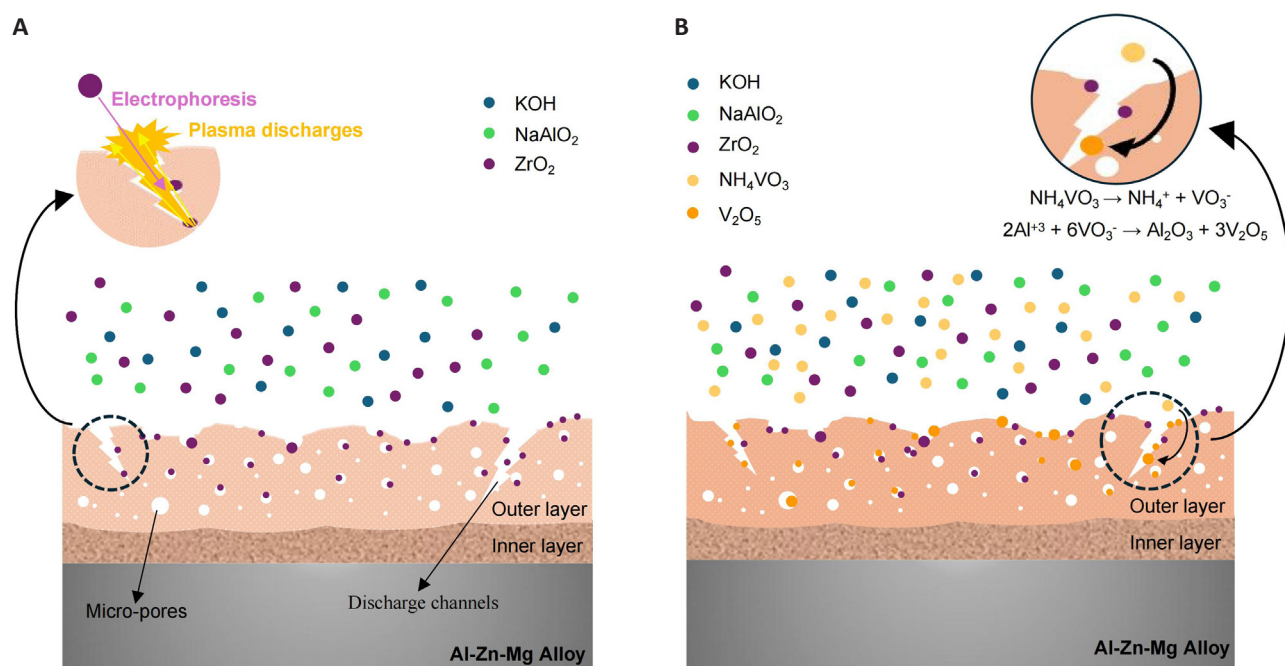 A
Electrophoresis
Plasma discharges
KOH
NaAlO₂
ZrO₂
Outer layer
Inner layer
Micro-pores
Discharge channels
Al-Zn-Mg Alloy
B
KOH
NaAlO₂
ZrO₂
NH₄VO₃
V₂O₅
NH₄VO₃ → NH₄⁺ + VO₃⁻
2Al⁺³ + 6VO₃⁻ → Al₂O₃ + 3V₂O₅
Outer layer
Inner layer
Al-Zn-Mg Alloy